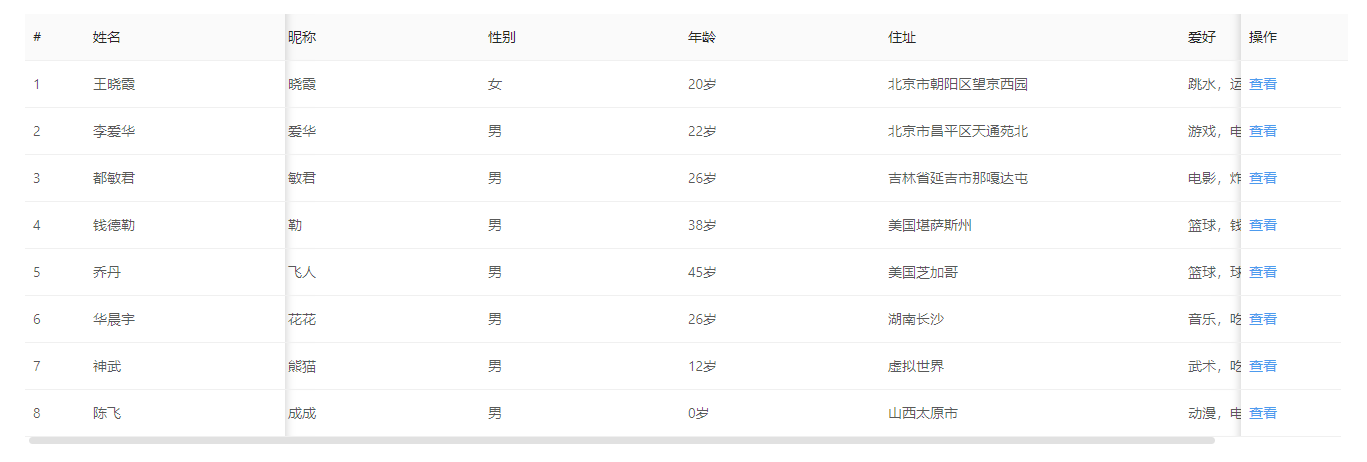 # 姓名 昵称 性别 年龄 住址 爱好 操作
1 王晓霞 晓霞 女 20岁 北京市朝阳区望京西园 跳水，运 查看
2 李爱华 爱华 男 22岁 北京市昌平区天通苑北 游戏，电 查看
3 都敏君 敏君 男 26岁 吉林省延吉市那嘎达屯 电影，炸 查看
4 钱德勒 勒 男 38岁 美国堪萨斯州 篮球，钱 查看
5 乔丹 飞人 男 45岁 美国芝加哥 篮球，球 查看
6 华晨宇 花花 男 26岁 湖南长沙 音乐，吃 查看
7 神武 熊猫 男 12岁 虚拟世界 武术，吃 查看
8 陈飞 成成 男 0岁 山西太原市 动漫，电 查看